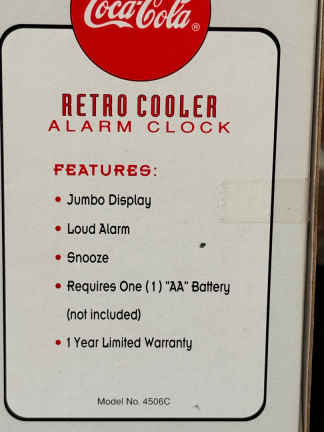 Coca-Cola®
RETRO COOLER
ALARM CLOCK
FEATURES:
• Jumbo Display
• Loud Alarm
• Snooze
• Requires One (1) "AA" Battery
(not included)
• 1 Year Limited Warranty
Model No. 4506C